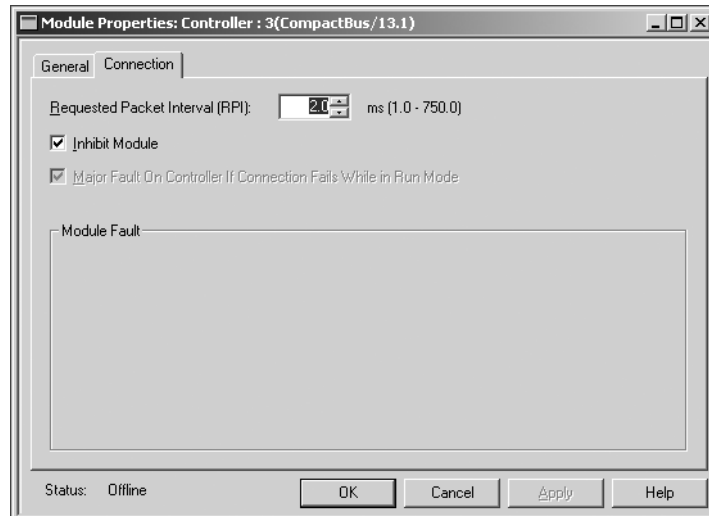 Module Properties: Controller : 3(CompactBus/13.1)
General Connection
Requested Packet Interval (RPI): 2.0 ms (1.0 - 750.0)
Inhibit Module
Major Fault On Controller If Connection Fails While in Run Mode
Module Fault
Status: Offline OK Cancel Apply Help